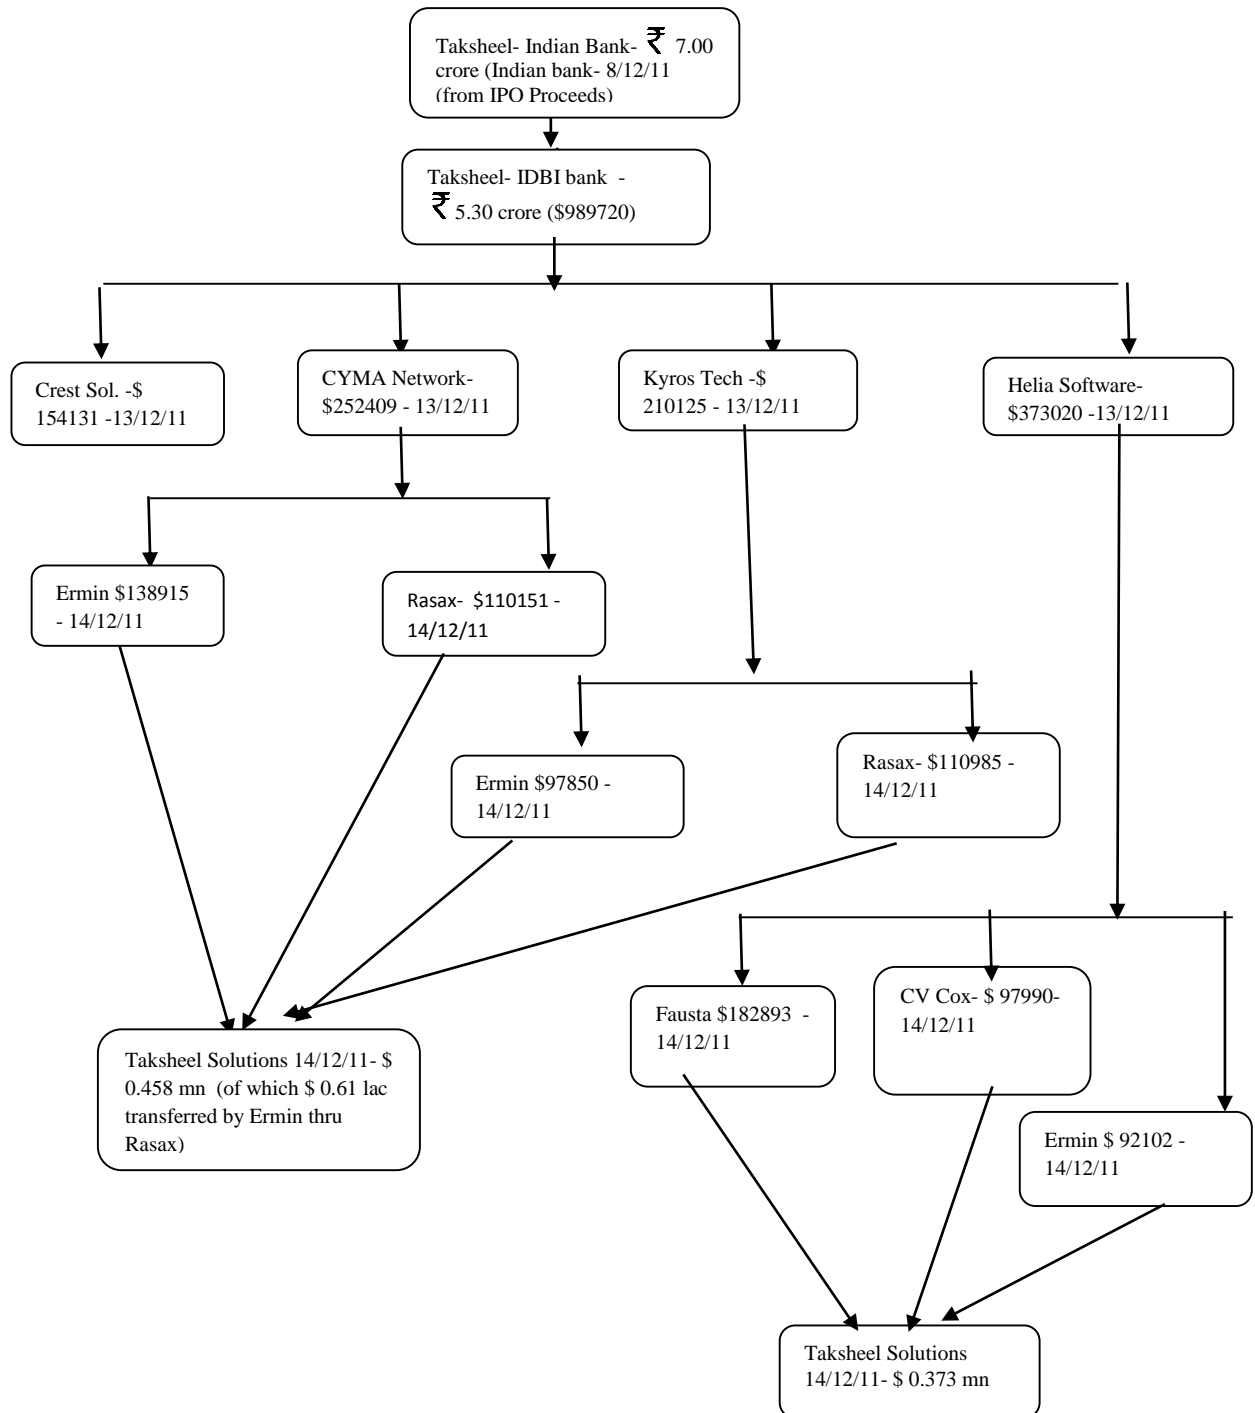 Taksheel- Indian Bank- ₹ 7.00
crore (Indian bank- 8/12/11
(from IPO Proceeds)
Taksheel- IDBI bank -
₹ 5.30 crore ($989720)
Crest Sol. -$
154131 -13/12/11
CYMA Network-
$252409 - 13/12/11
Kyros Tech -$
210125 - 13/12/11
Helia Software-
$373020 -13/12/11
Ermin $138915
- 14/12/11
Rasax- $110151 -
14/12/11
Ermin $97850 -
14/12/11
Rasax- $110985 -
14/12/11
Fausta $182893 -
14/12/11
CV Cox- $ 97990-
14/12/11
Ermin $ 92102 -
14/12/11
Taksheel Solutions 14/12/11- $
0.458 mn (of which $ 0.61 lac
transferred by Ermin thru
Rasax)
Taksheel Solutions
14/12/11- $ 0.373 mn